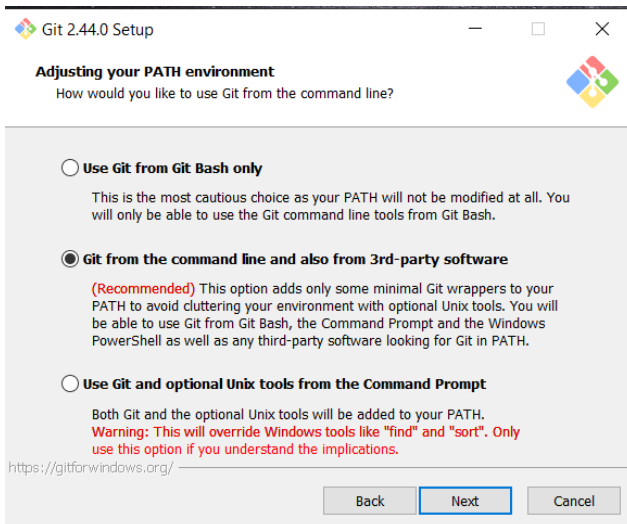 Git 2.44.0 Setup
Adjusting your PATH environment
How would you like to use Git from the command line?
Use Git from Git Bash only
This is the most cautious choice as your PATH will not be modified at all. You
will only be able to use the Git command line tools from Git Bash.
Git from the command line and also from 3rd-party software
(Recommended) This option adds only some minimal Git wrappers to your
PATH to avoid cluttering your environment with optional Unix tools. You will
be able to use Git from Git Bash, the Command Prompt and the Windows
PowerShell as well as any third-party software looking for Git in PATH.
Use Git and optional Unix tools from the Command Prompt
Both Git and the optional Unix tools will be added to your PATH.
Warning: This will override Windows tools like "find" and "sort". Only
use this option if you understand the implications.
https://gitforwindows.org/
Back Next Cancel